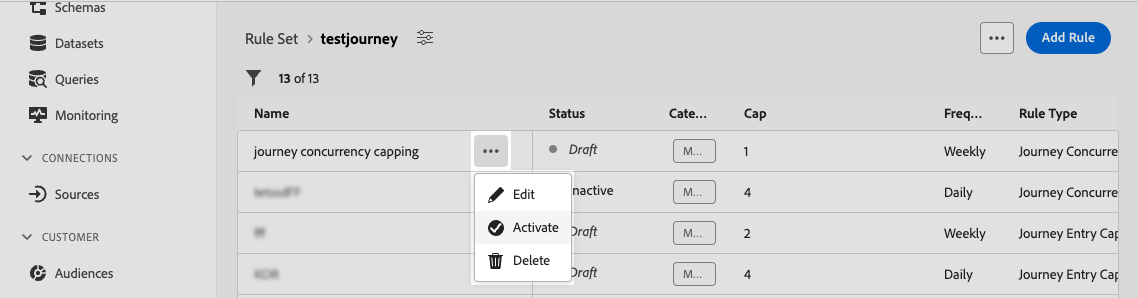 Schemas
Datasets
Queries
Monitoring
CONNECTIONS
Sources
CUSTOMER
Audiences
Rule Set > testjourney
Add Rule
13 of 13
Name Status Cate... Cap Freq... Rule Type
journey concurrency capping Draft M... 1 Weekly Journey Concurre
nactive M... 4 Daily Journey Concurre
Draft M... 2 Weekly Journey Entry Cap
Draft M... 4 Daily Journey Entry Cap
Edit
Activate
Delete